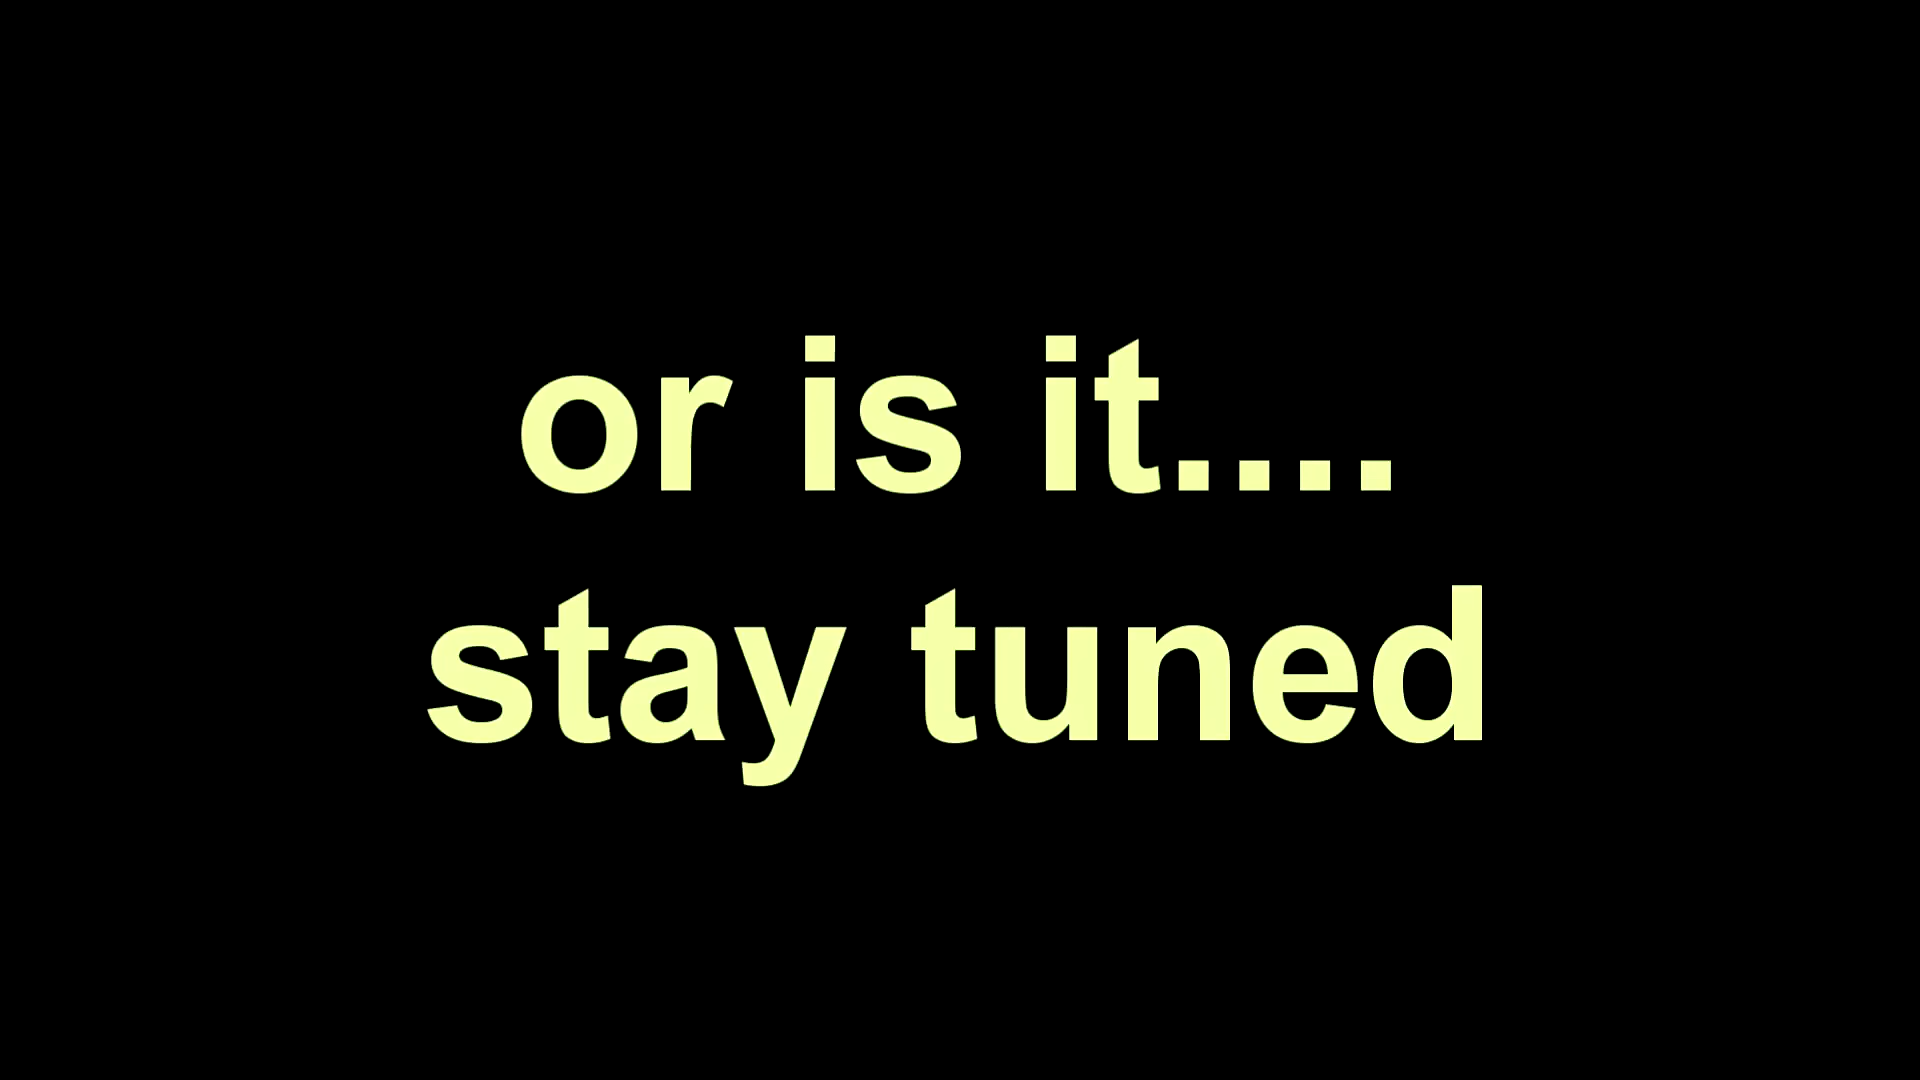 or is it....
stay tuned